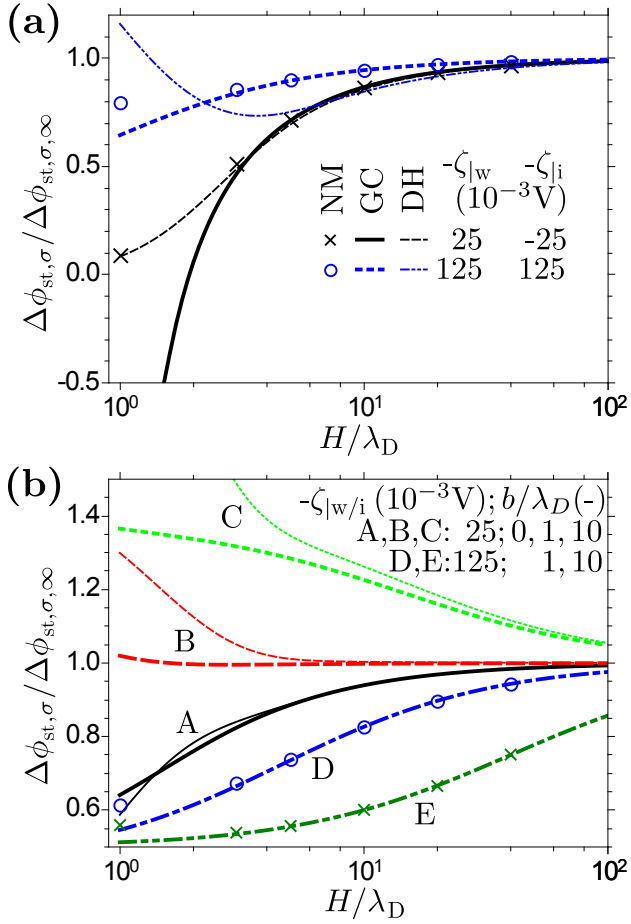 (a)
Δϕst,σ/Δϕst,σ,∞
1.0
0.5
0.0
-0.5
NM GC DH -ζ|w -ζ|i
(10⁻³V)
25 -25
125 125
10⁰ 10¹ 10²
H/λD
(b)
Δϕst,σ/Δϕst,σ,∞
1.4
1.2
1.0
0.8
0.6
-ζ|w/i (10⁻³V); b/λD(-)
A,B,C: 25; 0, 1, 10
D,E:125; 1, 10
C
B
A
D
E
10⁰ 10¹ 10²
H/λD